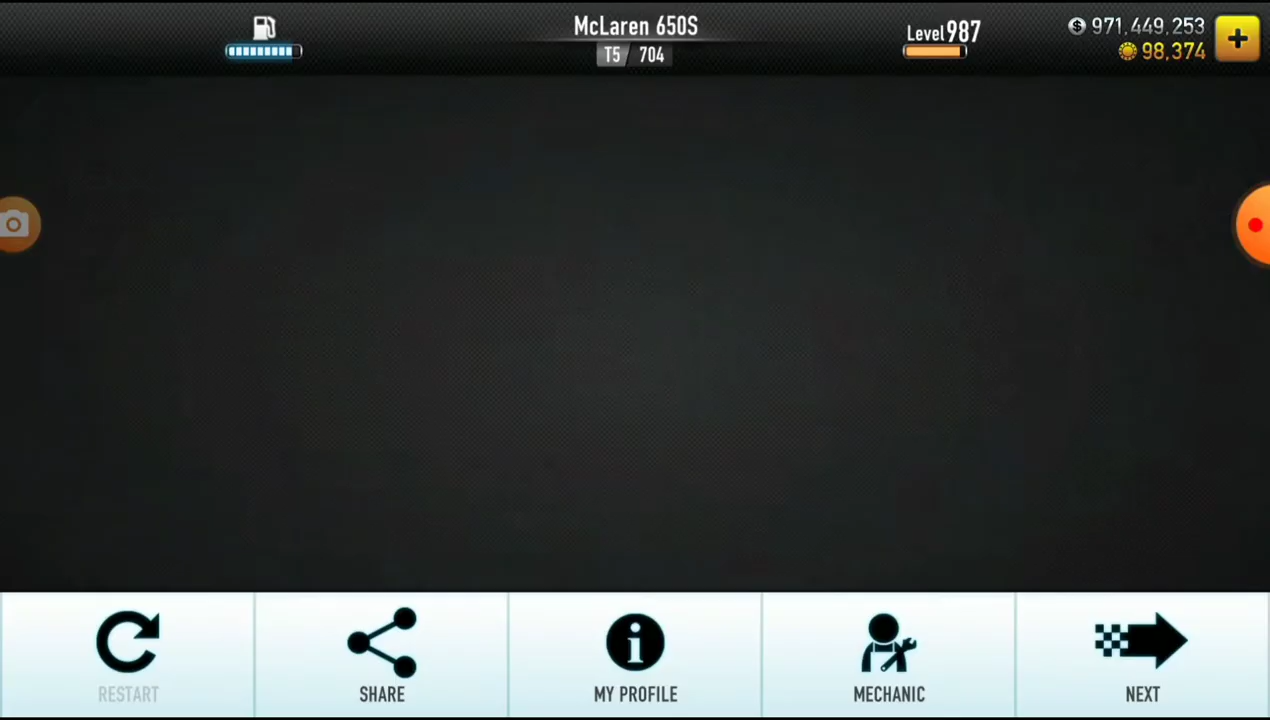 McLaren 650S
T5 / 704
Level 987
$ 971,449,253
98,374
RESTART
SHARE
MY PROFILE
MECHANIC
NEXT